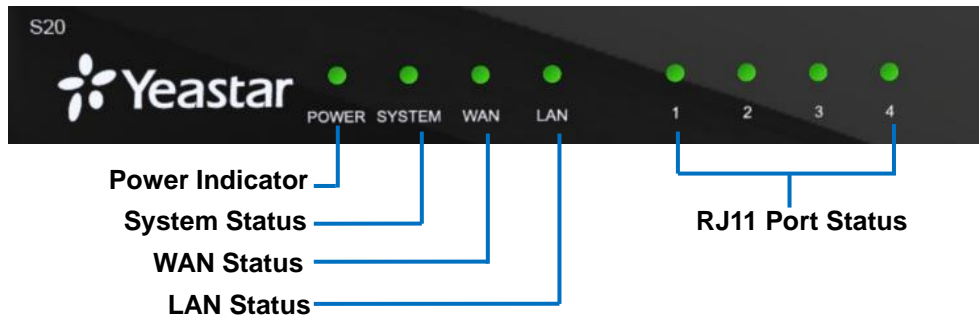 S20
Yeastar
POWER SYSTEM WAN LAN 1 2 3 4
Power Indicator
System Status
RJ11 Port Status
WAN Status
LAN Status